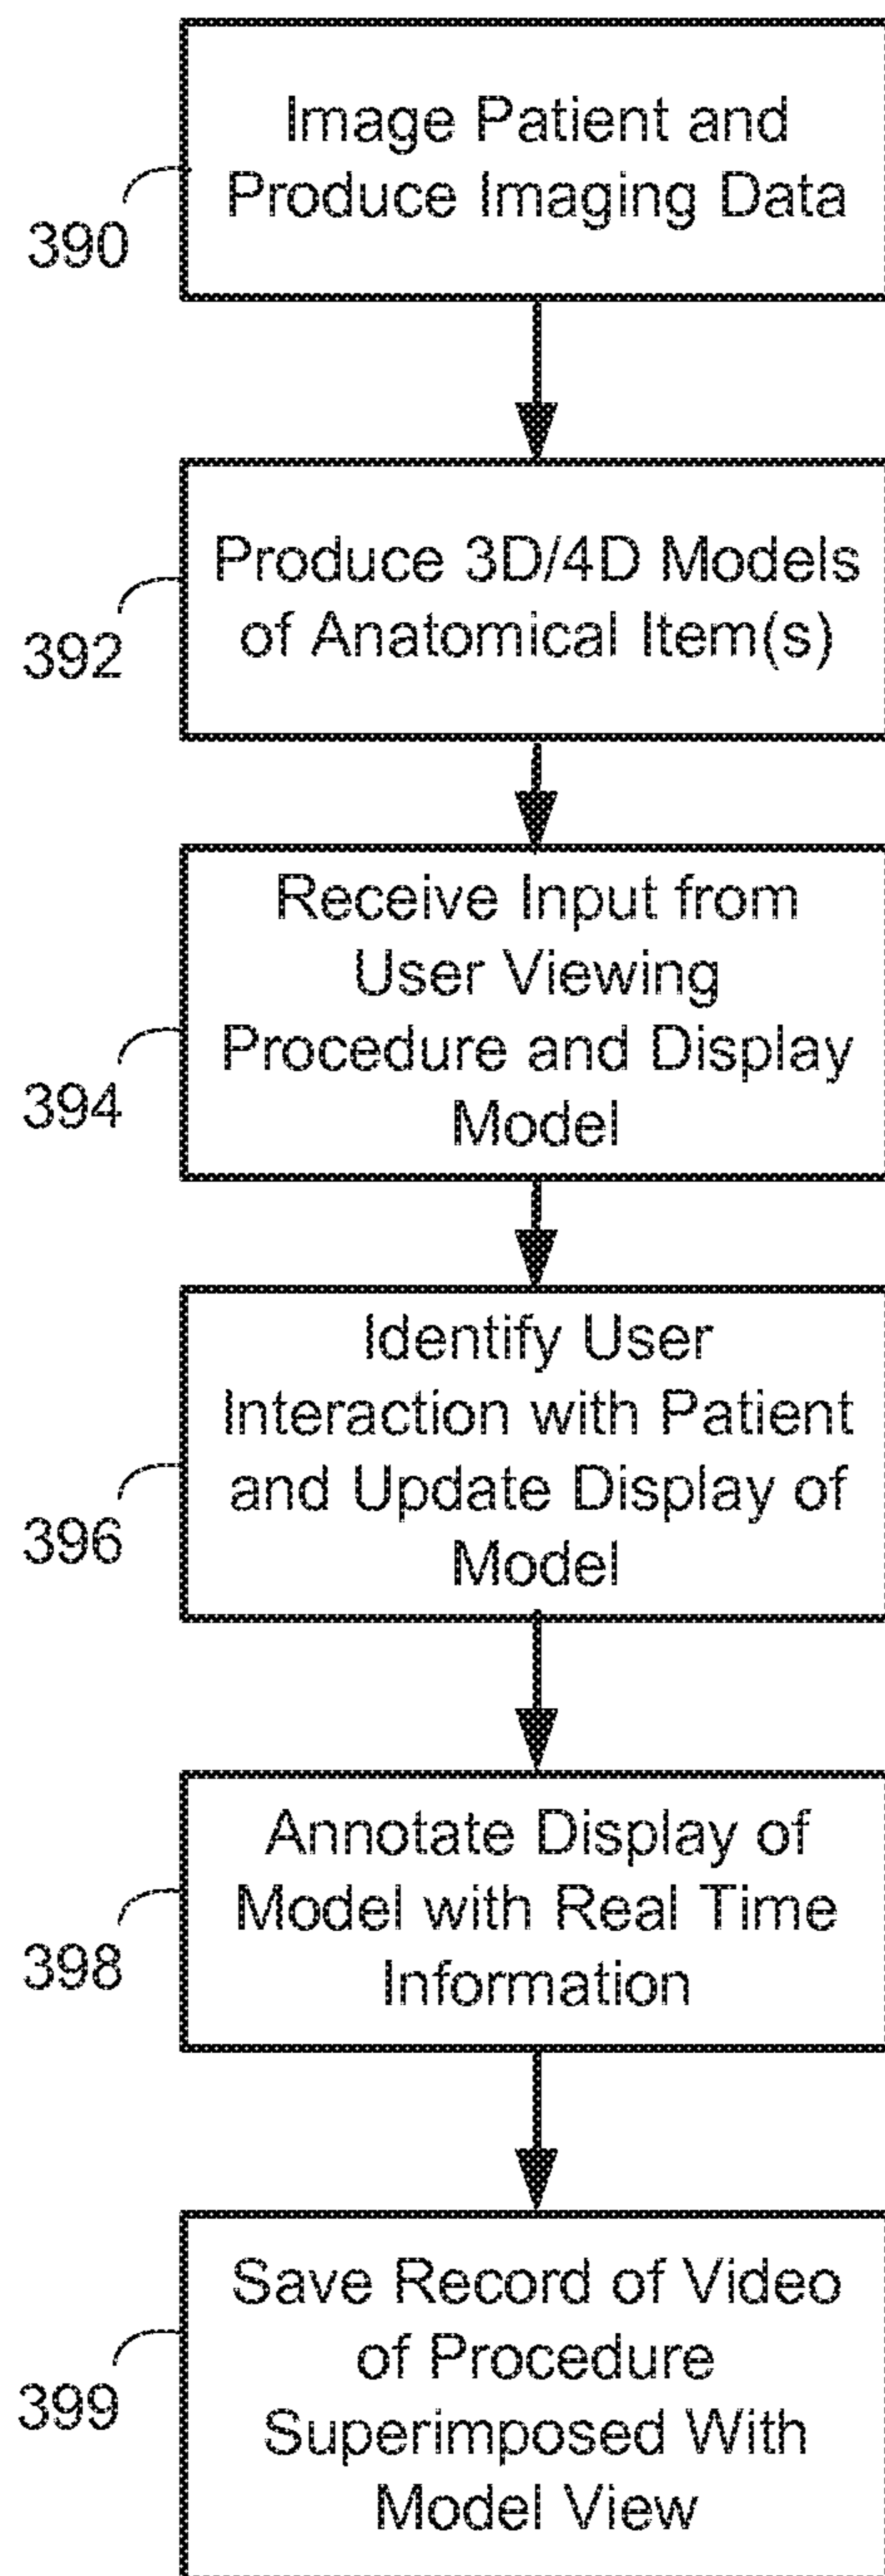 Image Patient and
Produce Imaging Data
390
Produce 3D/4D Models
of Anatomical Item(s)
392
Receive Input from
User Viewing
Procedure and Display
Model
394
Identify User
Interaction with Patient
and Update Display of
Model
396
Annotate Display of
Model with Real Time
Information
398
Save Record of Video
of Procedure
Superimposed With
Model View
399